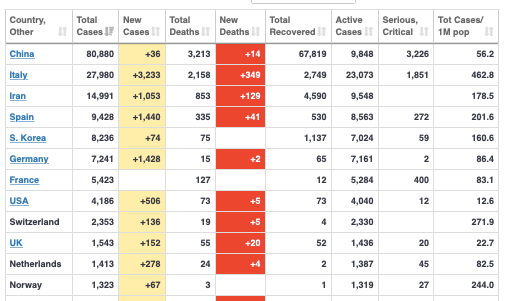 Country, Other Total Cases New Cases Total Deaths New Deaths Total Recovered Active Cases Serious, Critical Tot Cases/ 1M pop
China 80,880 +36 3,213 +14 67,819 9,848 3,226 56.2
Italy 27,980 +3,233 2,158 +349 2,749 23,073 1,851 462.8
Iran 14,991 +1,053 853 +129 4,590 9,548 178.5
Spain 9,428 +1,440 335 +41 530 8,563 272 201.6
S. Korea 8,236 +74 75 1,137 7,024 59 160.6
Germany 7,241 +1,428 15 +2 65 7,161 2 86.4
France 5,423 127 12 5,284 400 83.1
USA 4,186 +506 73 +5 73 4,040 12 12.6
Switzerland 2,353 +136 19 +5 4 2,330 271.9
UK 1,543 +152 55 +20 52 1,436 20 22.7
Netherlands 1,413 +278 24 +4 2 1,387 45 82.5
Norway 1,323 +67 3 1 1,319 27 244.0